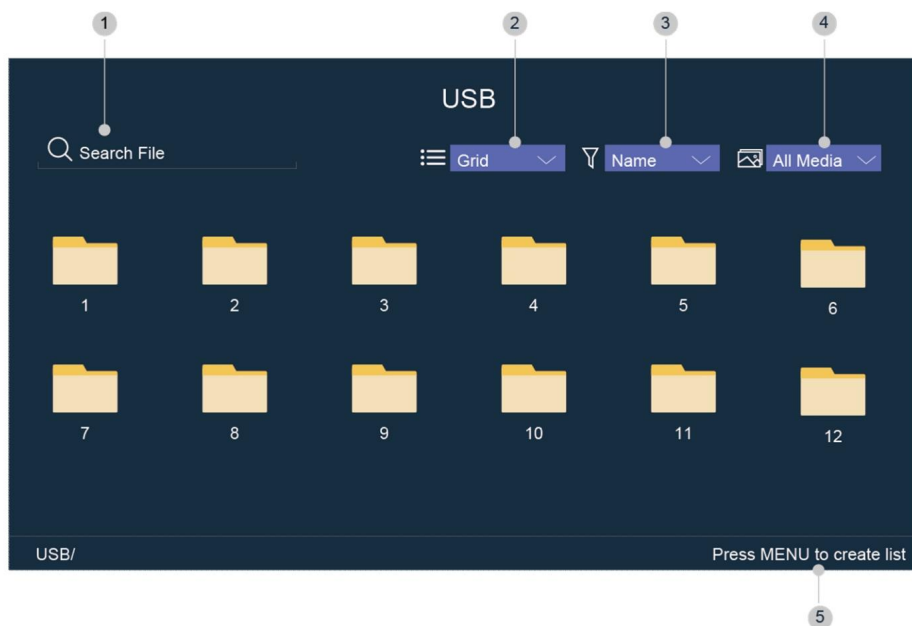 1 2 3 4
USB
Search File Grid Name All Media
1 2 3 4 5 6
7 8 9 10 11 12
USB/ Press MENU to create list
5